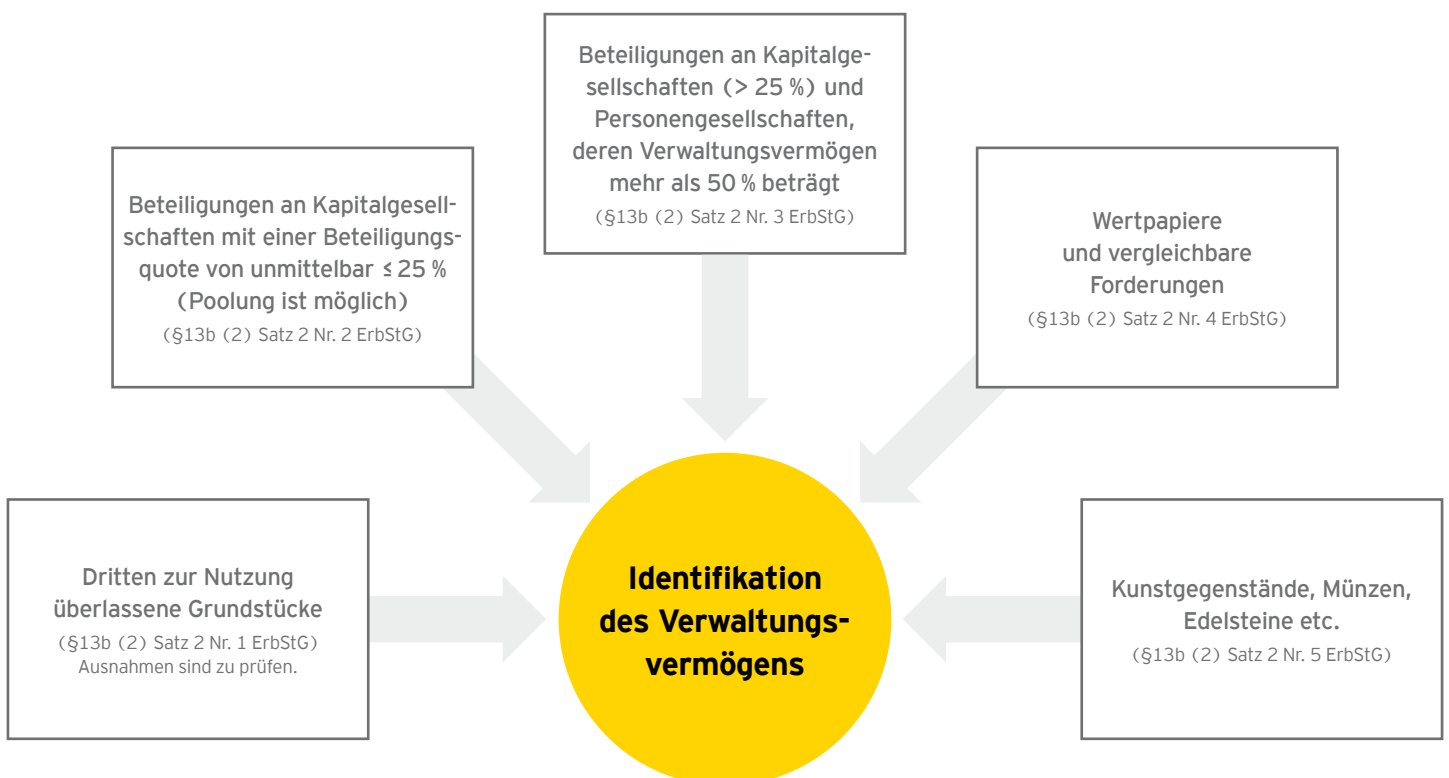 Beteiligungen an Kapitalge-
sellschaften (> 25 %) und
Personengesellschaften,
deren Verwaltungsvermögen
mehr als 50 % beträgt
(§13b (2) Satz 2 Nr. 3 ErbStG)
Beteiligungen an Kapitalgesell-
schaften mit einer Beteiligungs-
quote von unmittelbar ≤ 25 %
(Poolung ist möglich)
(§13b (2) Satz 2 Nr. 2 ErbStG)
Wertpapiere
und vergleichbare
Forderungen
(§13b (2) Satz 2 Nr. 4 ErbStG)
Dritten zur Nutzung
überlassene Grundstücke
(§13b (2) Satz 2 Nr. 1 ErbStG)
Ausnahmen sind zu prüfen.
Identifikation
des Verwaltungs-
vermögens
Kunstgegenstände, Münzen,
Edelsteine etc.
(§13b (2) Satz 2 Nr. 5 ErbStG)